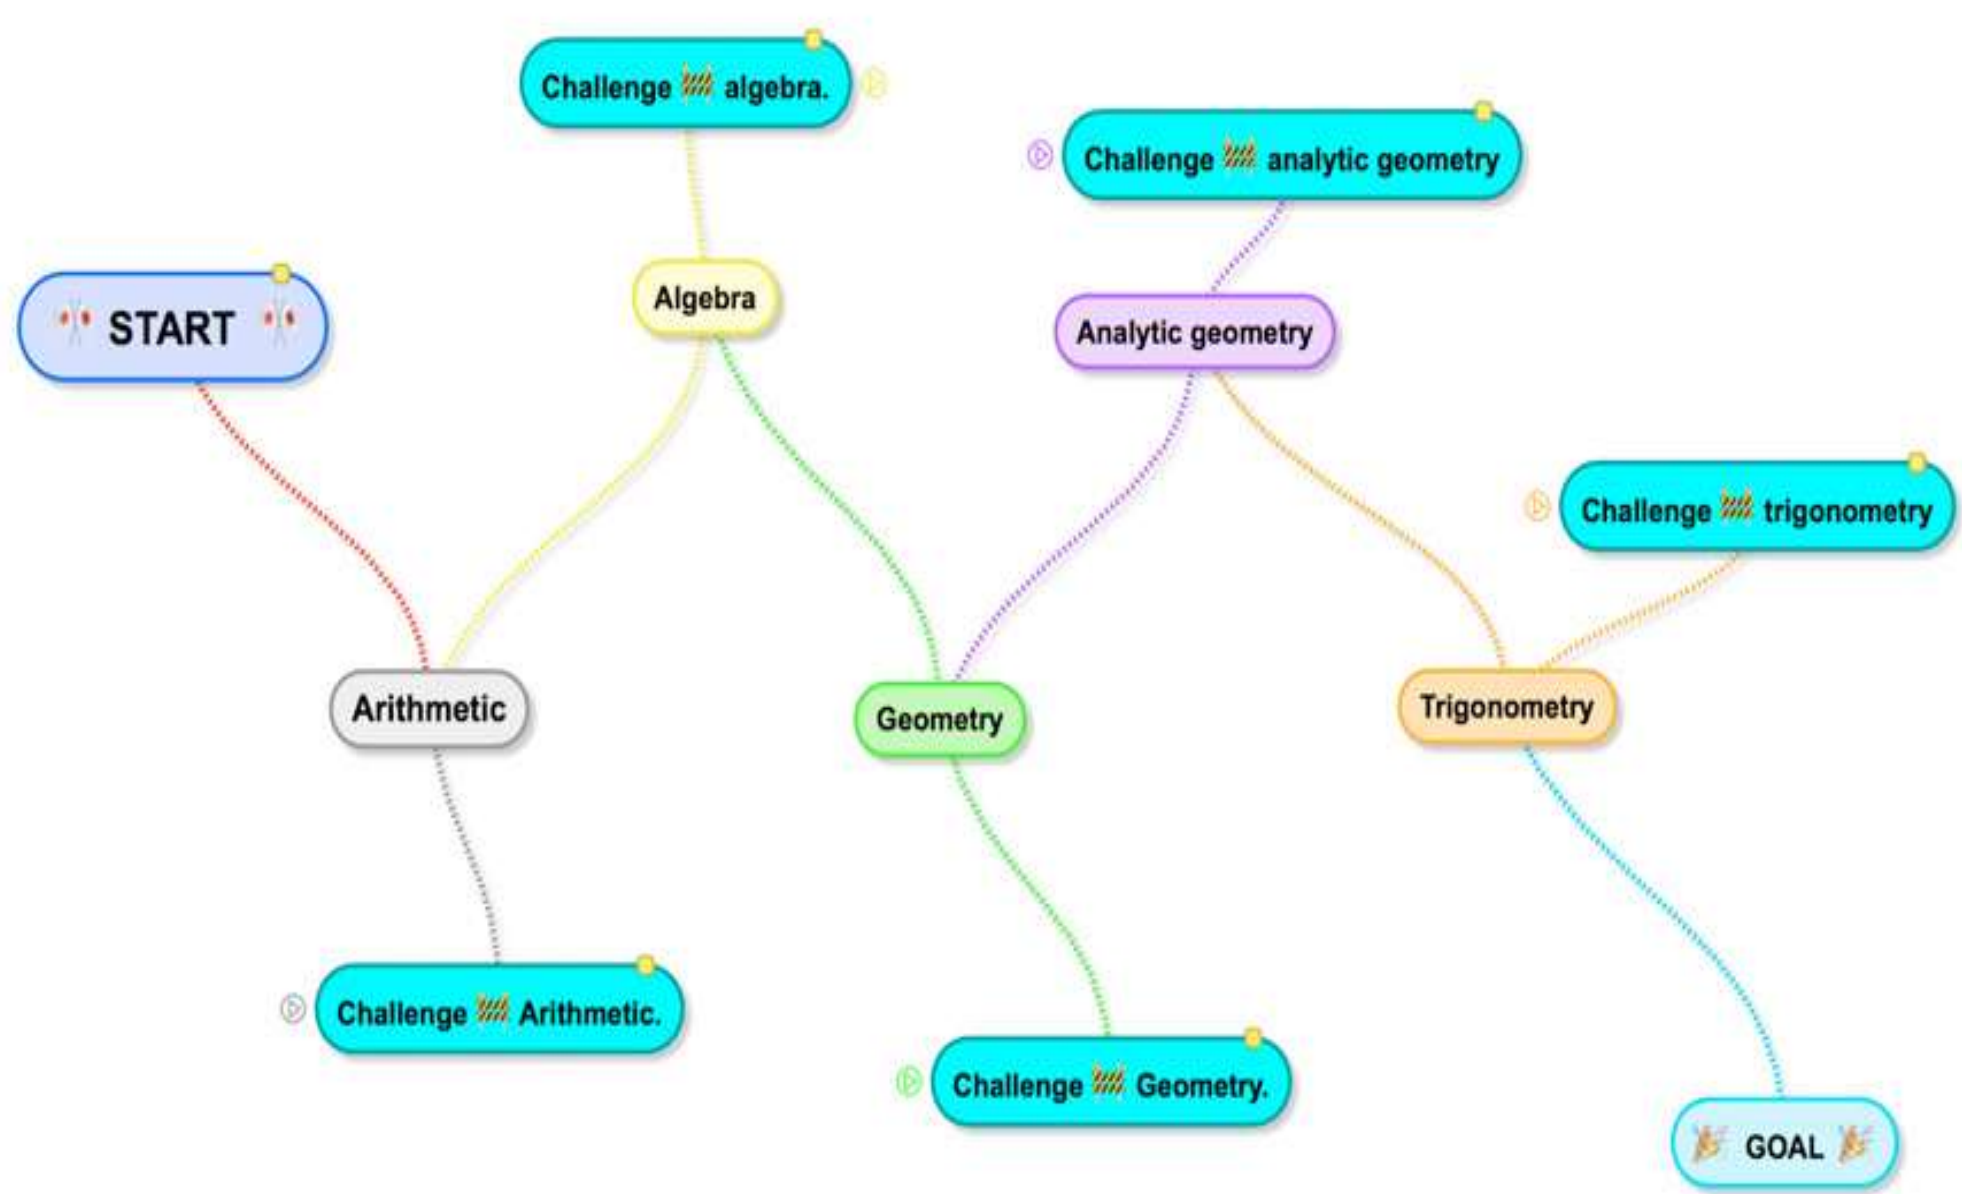 Challenge 🚧 algebra.
Challenge 🚧 analytic geometry
🎌 START 🎌
Algebra
Analytic geometry
Challenge 🚧 trigonometry
Arithmetic
Geometry
Trigonometry
Challenge 🚧 Arithmetic.
Challenge 🚧 Geometry.
🎉 GOAL 🎉